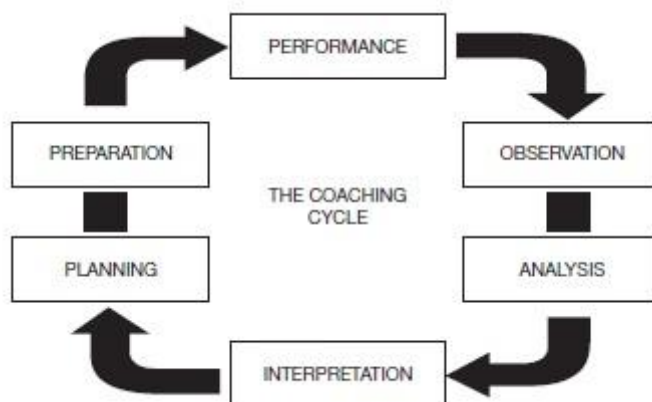 PERFORMANCE
PREPARATION
OBSERVATION
THE COACHING
CYCLE
PLANNING
ANALYSIS
INTERPRETATION